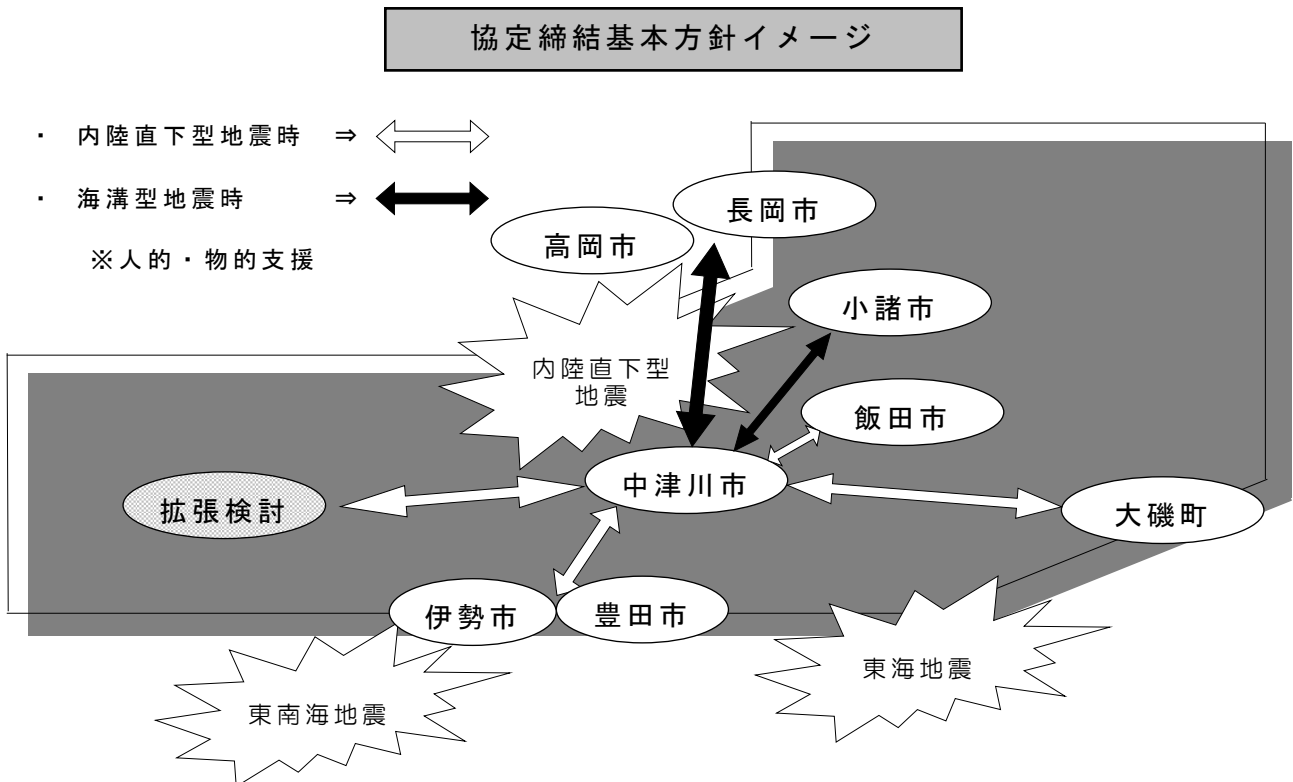 協定締結基本方針イメージ
・ 内陸直下型地震時 ⇒
・ 海溝型地震時 ⇒
※人的・物的支援
長岡市
高岡市
小諸市
内陸直下型
地震
飯田市
中津川市
拡張検討
大磯町
伊勢市
豊田市
東海地震
東南海地震